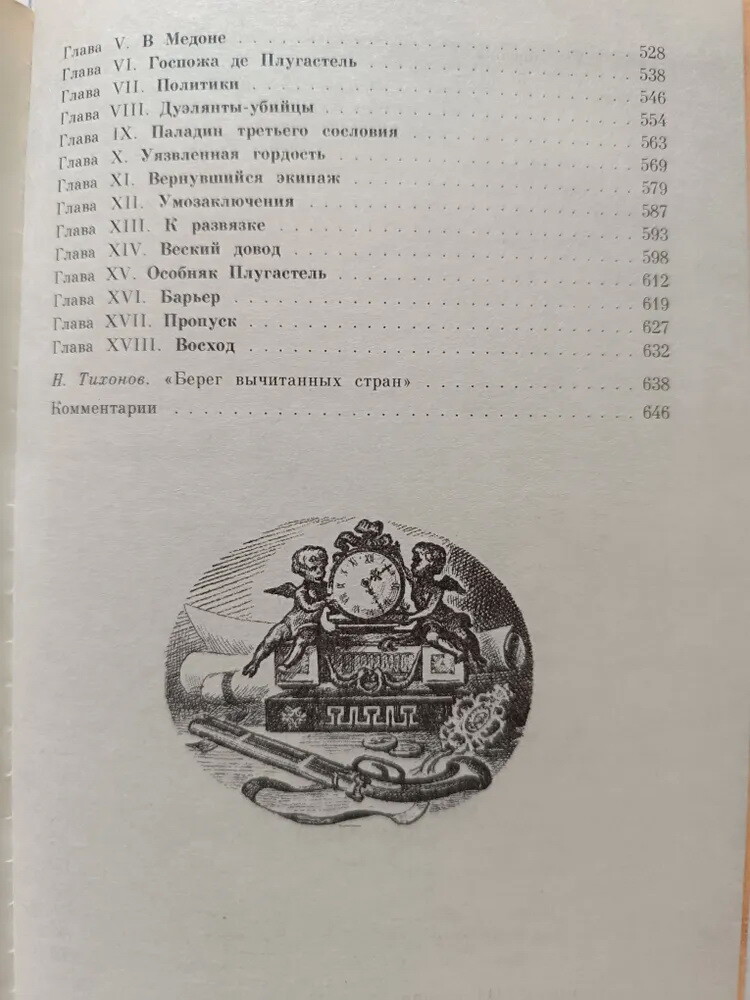 Глава V. В Медоне . . . 528
Глава VI. Госпожа де Плугастель . . . 538
Глава VII. Политики . . . 546
Глава VIII. Дуэлянты-убийцы . . . 554
Глава IX. Паладин третьего сословия . . . 563
Глава X. Уязвленная гордость . . . 569
Глава XI. Вернувшийся экипаж . . . 579
Глава XII. Умозаключения . . . 587
Глава XIII. К развязке . . . 593
Глава XIV. Веский довод . . . 598
Глава XV. Особняк Плугастель . . . 612
Глава XVI. Барьер . . . 619
Глава XVII. Пропуск . . . 627
Глава XVIII. Восход . . . 632
Н. Тихонов. «Берег вычитанных стран» . . . 638
Комментарии . . . 646